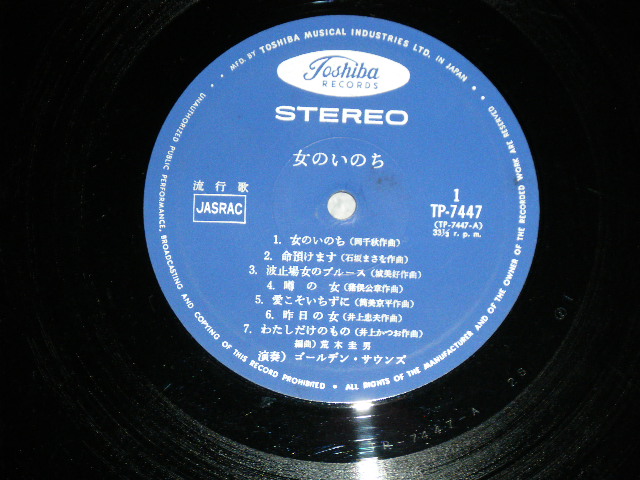 MFD. BY TOSHIBA MUSICAL INDUSTRIES LTD. IN JAPAN
Toshiba
RECORDS
STEREO
女のいのち
流行歌
JASRAC
1
TP-7447
(TP-7447-A)
33⅓ r. p. m.
1. 女のいのち(岡千秋作曲)
2. 命預けます(石坂まさを作曲)
3. 波止場女のブルース(城美好作曲)
4. 噂の女(猪俣公章作曲)
5. 愛こそいちずに(筒美京平作曲)
6. 昨日の女(井上忠夫作曲)
7. わたしだけのもの(井上かつお作曲)
編曲) 荒木圭男
演奏) ゴールデン・サウンズ
UNAUTHORIZED PUBLIC PERFORMANCE, BROADCASTING AND COPYING OF THIS RECORD PROHIBITED • ALL RIGHTS OF THE MANUFACTURER AND OF THE OWNER OF THE RECORDED WORK ARE RESERVED
P-7447-A 2S